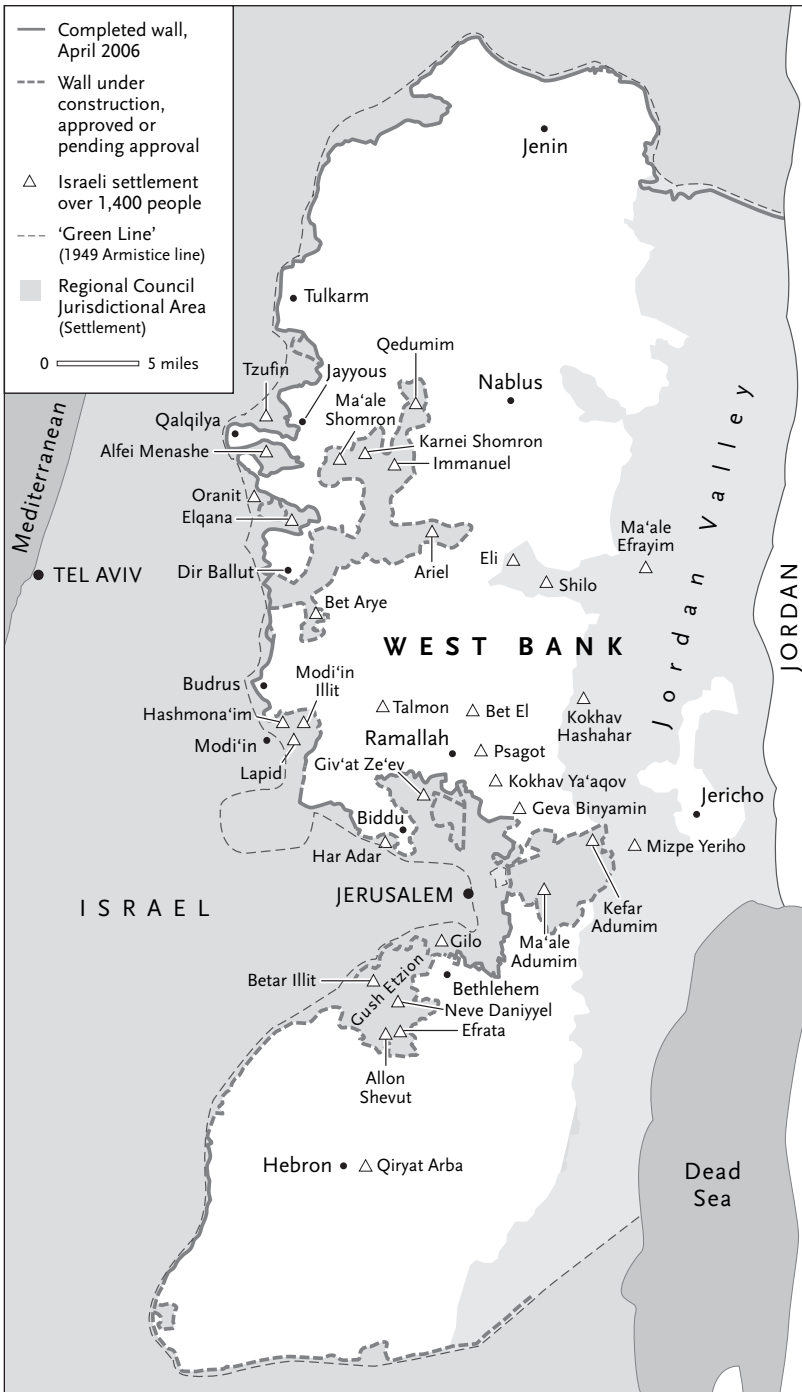 Completed wall,
April 2006
Wall under
construction,
approved or
pending approval
Israeli settlement
over 1,400 people
‘Green Line’
(1949 Armistice line)
Regional Council
Jurisdictional Area
(Settlement)
0 5 miles
Jenin
Tulkarm
Qedumim
Tzufin
Jayyous
Nablus
Ma‘ale
Shomron
Qalqilya
Karnei Shomron
Alfei Menashe
Immanuel
Mediterranean
Oranit
Elqana
Jordan Valley
Ma‘ale
Efrayim
TEL AVIV
Dir Ballut
Ariel
Eli
Shilo
Bet Arye
JORDAN
WEST BANK
Budrus
Modi‘in
Illit
Hashmona‘im
Talmon
Bet El
Kokhav
Hashahar
Modi‘in
Ramallah
Psagot
Lapid
Giv‘at Ze‘ev
Kokhav Ya‘aqov
Jericho
Biddu
Geva Binyamin
Har Adar
Mizpe Yeriho
ISRAEL
JERUSALEM
Kefar
Adumim
Gilo
Ma‘ale
Adumim
Betar Illit
Gush Etzion
Bethlehem
Neve Daniyyel
Efrata
Allon
Shevut
Hebron
Qiryat Arba
Dead
Sea